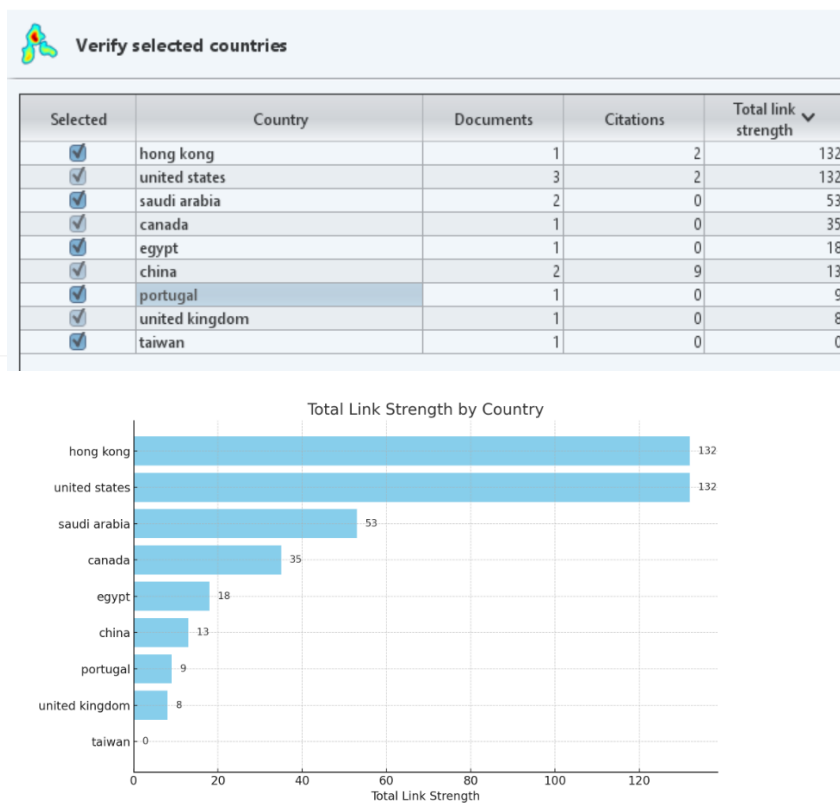 Verify selected countries
Selected Country Documents Citations Total link strength
hong kong 1 2 132
united states 3 2 132
saudi arabia 2 0 53
canada 1 0 35
egypt 1 0 18
china 2 9 13
portugal 1 0 9
united kingdom 1 0 8
taiwan 1 0 0
Total Link Strength by Country
hong kong 132
united states 132
saudi arabia 53
canada 35
egypt 18
china 13
portugal 9
united kingdom 8
taiwan 0
0 20 40 60 80 100 120
Total Link Strength